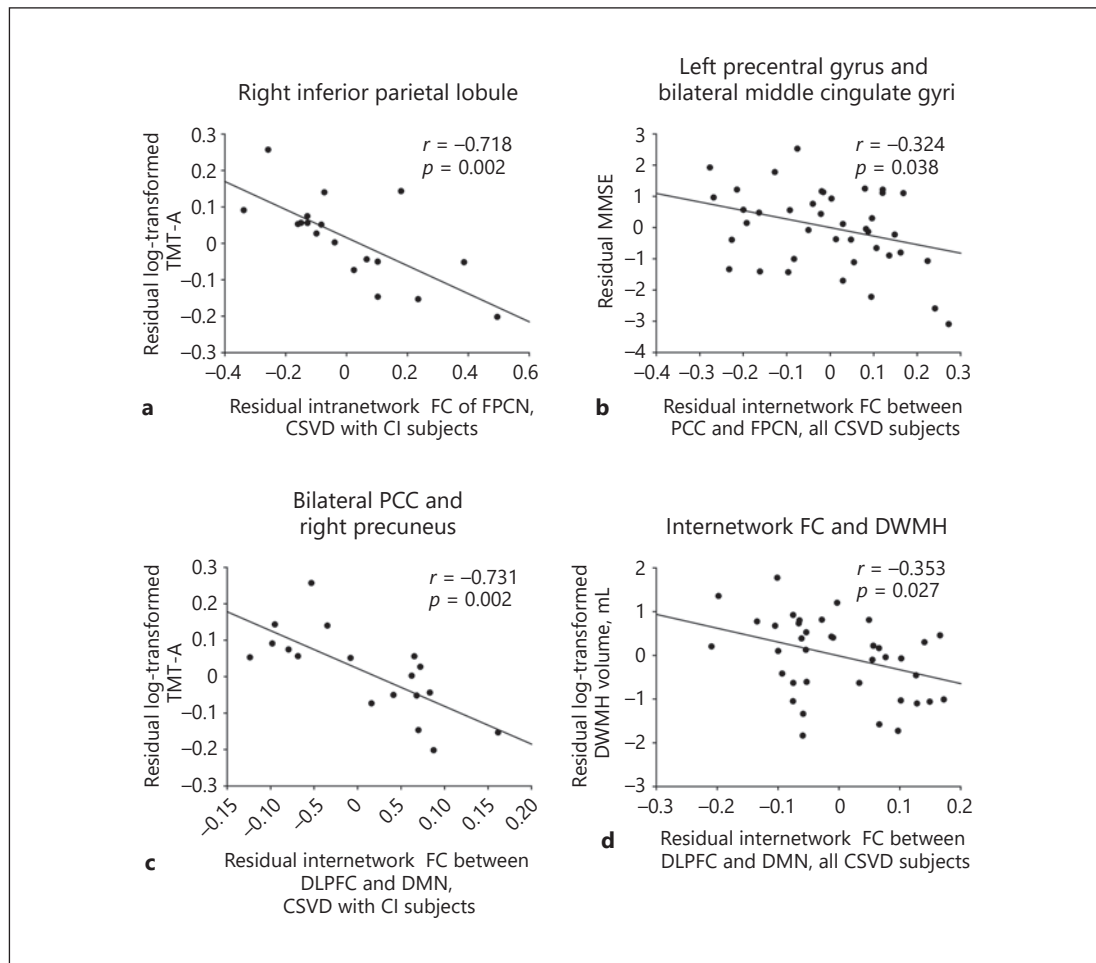 Right inferior parietal lobule
r = –0.718
p = 0.002
Residual log-transformed
TMT-A
0.3
0.2
0.1
0
–0.1
–0.2
–0.3
–0.4
–0.2
0
0.2
0.4
0.6
a
Residual intranetwork FC of FPCN,
CSVD with CI subjects
Left precentral gyrus and
bilateral middle cingulate gyri
r = –0.324
p = 0.038
Residual MMSE
3
2
1
0
–1
–2
–3
–4
–0.4
–0.3
–0.2
–0.1
0
0.1
0.2
0.3
b
Residual internetwork FC between
PCC and FPCN, all CSVD subjects
Bilateral PCC and
right precuneus
r = –0.731
p = 0.002
Residual log-transformed
TMT-A
0.3
0.2
0.1
0
–0.1
–0.2
–0.3
–0.15
–0.10
–0.5
0
0.5
0.10
0.15
0.20
c
Residual internetwork FC between
DLPFC and DMN,
CSVD with CI subjects
Internetwork FC and DWMH
r = –0.353
p = 0.027
Residual log-transformed
DWMH volume, mL
2
1
0
–1
–2
–3
–0.3
–0.2
–0.1
0
0.1
0.2
d
Residual internetwork FC between
DLPFC and DMN, all CSVD subjects